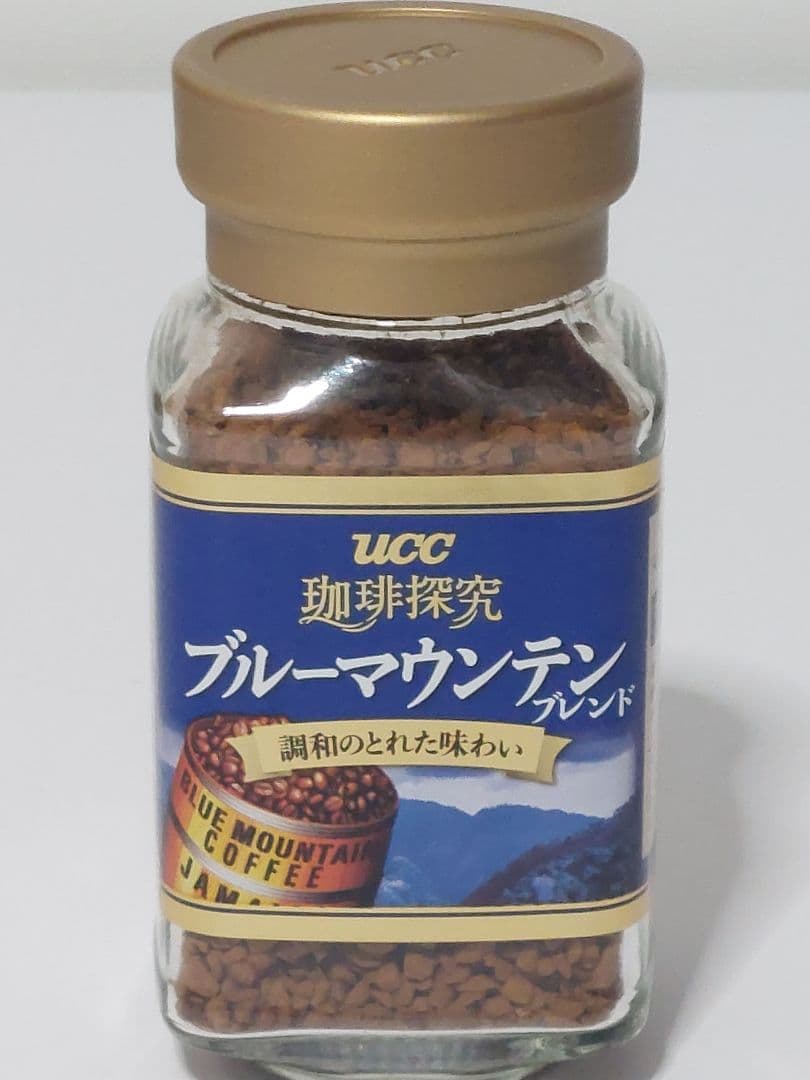 UCC
UCC
珈琲探究
ブルーマウンテン
ブレンド
調和のとれた味わい
BLUE MOUNTAIN
COFFEE